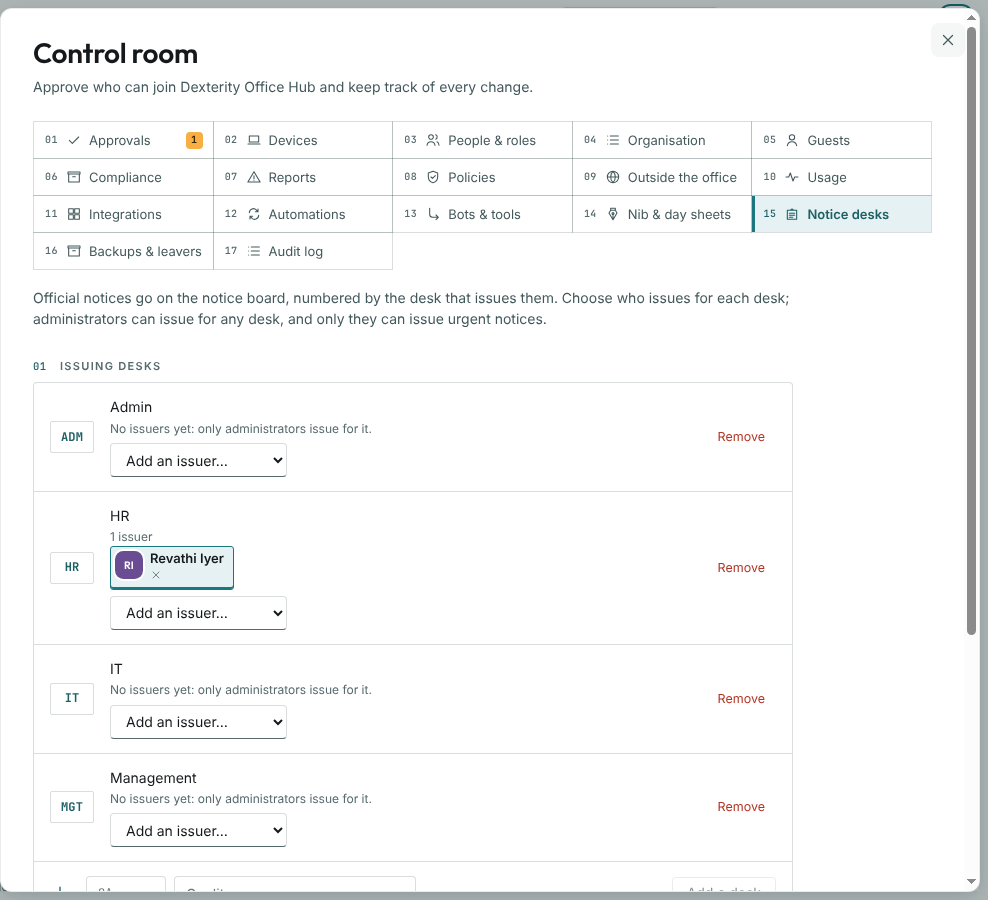 Control room
Approve who can join Dexterity Office Hub and keep track of every change.
01 Approvals 1
02 Devices
03 People & roles
04 Organisation
05 Guests
06 Compliance
07 Reports
08 Policies
09 Outside the office
10 Usage
11 Integrations
12 Automations
13 Bots & tools
14 Nib & day sheets
15 Notice desks
16 Backups & leavers
17 Audit log
Official notices go on the notice board, numbered by the desk that issues them. Choose who issues for each desk;
administrators can issue for any desk, and only they can issue urgent notices.
01 ISSUING DESKS
ADM
Admin
No issuers yet: only administrators issue for it.
Add an issuer...
Remove
HR
HR
1 issuer
RI Revathi Iyer
Add an issuer...
Remove
IT
IT
No issuers yet: only administrators issue for it.
Add an issuer...
Remove
MGT
Management
No issuers yet: only administrators issue for it.
Add an issuer...
Remove